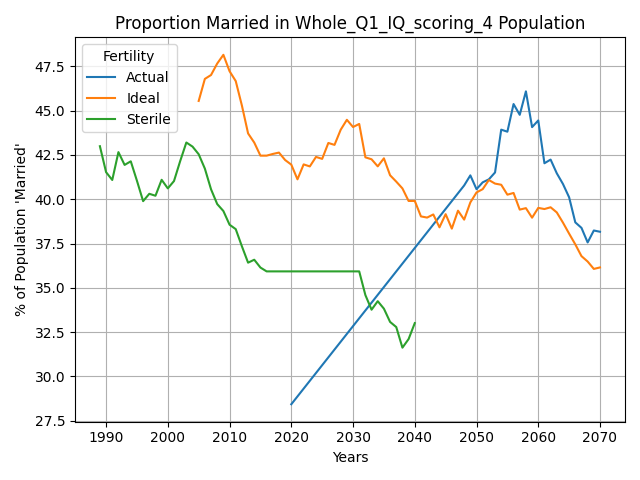 Proportion Married in Whole_Q1_IQ_scoring_4 Population
Fertility
Actual
Ideal
Sterile
% of Population 'Married'
47.5
45.0
42.5
40.0
37.5
35.0
32.5
30.0
27.5
1990 2000 2010 2020 2030 2040 2050 2060 2070
Years